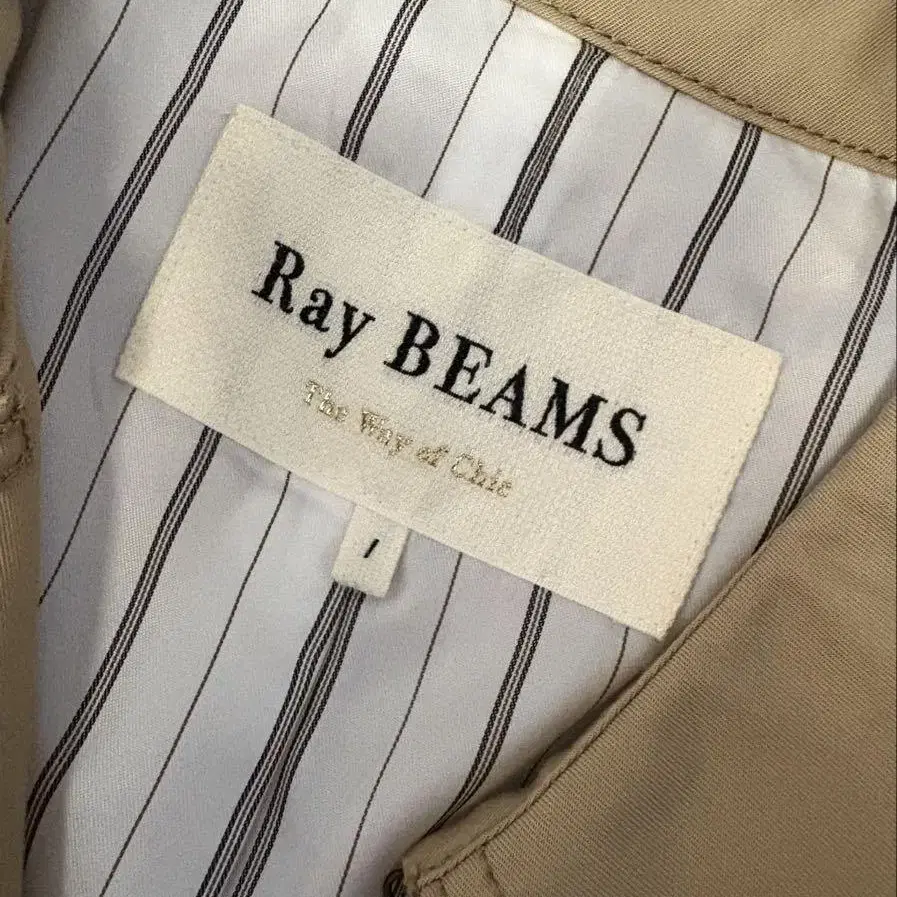 Ray BEAMS
The Way of Chic
1